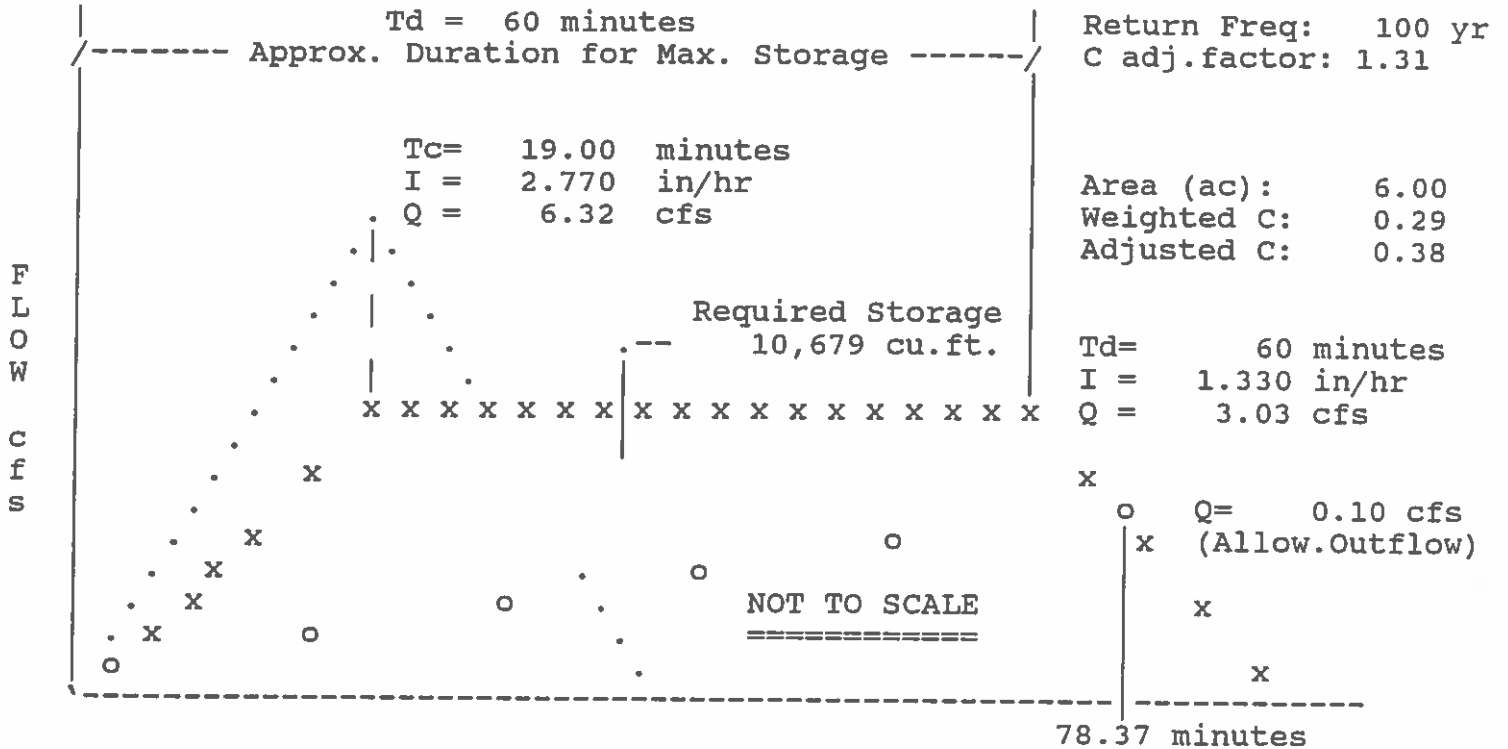 Td = 60 minutes
/------- Approx. Duration for Max. Storage ------/
Return Freq: 100 yr
C adj.factor: 1.31
Tc= 19.00 minutes
I = 2.770 in/hr
Q = 6.32 cfs
Area (ac): 6.00
Weighted C: 0.29
Adjusted C: 0.38
FLOW cfs
Required Storage
10,679 cu.ft.
Td= 60 minutes
I = 1.330 in/hr
Q = 3.03 cfs
x x x x x x x x x x x x x x x x x x x
Q= 0.10 cfs
(Allow.Outflow)
NOT TO SCALE
============
78.37 minutes